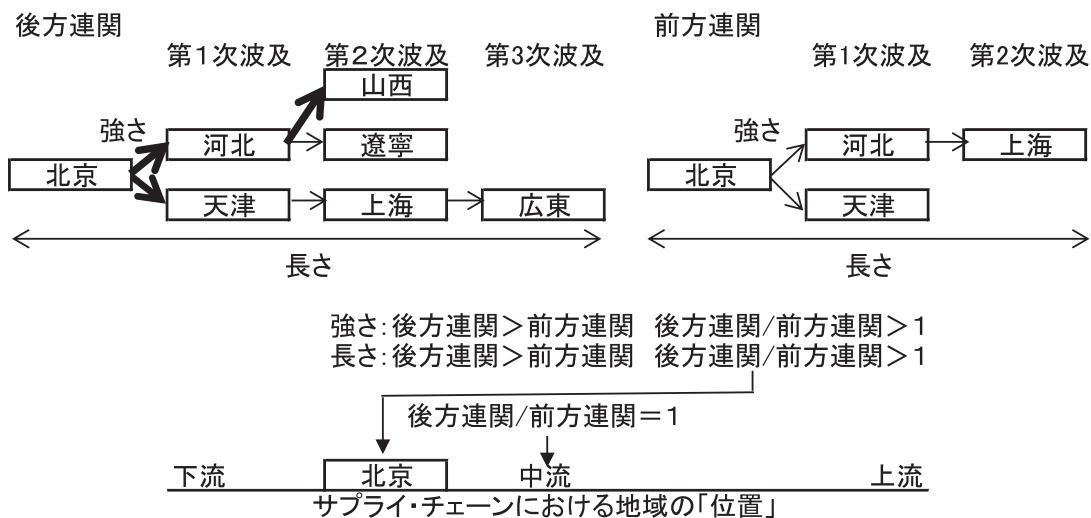 後方連関
第1次波及 第2次波及 第3次波及
山西
強さ
河北 遼寧
北京
天津 上海 広東
長さ
前方連関
第1次波及 第2次波及
強さ
河北 上海
北京
天津
長さ
強さ:後方連関>前方連関 後方連関/前方連関>1
長さ:後方連関>前方連関 後方連関/前方連関>1
後方連関/前方連関=1
下流 北京 中流 上流
サプライ・チェーンにおける地域の「位置」